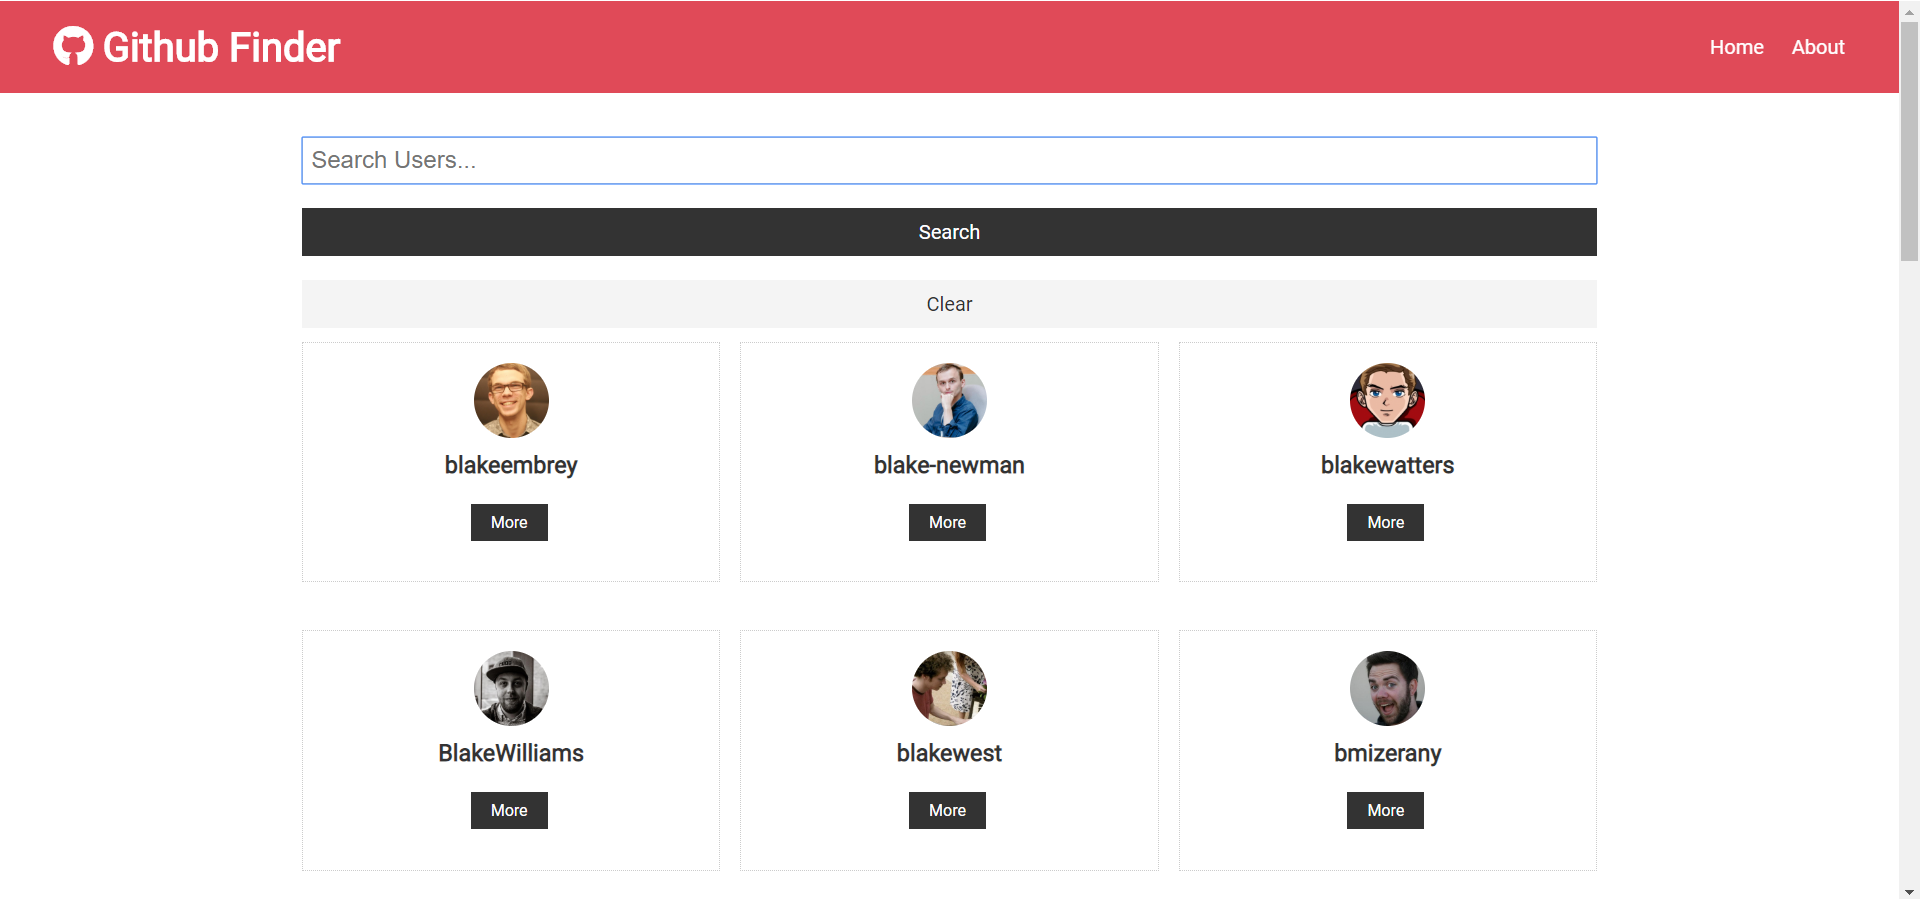 Github Finder
Home About
Search Users...
Search
Clear
blakeembrey
blake-newman
blakewatters
More
More
More
BlakeWilliams
blakewest
bmizerany
More
More
More